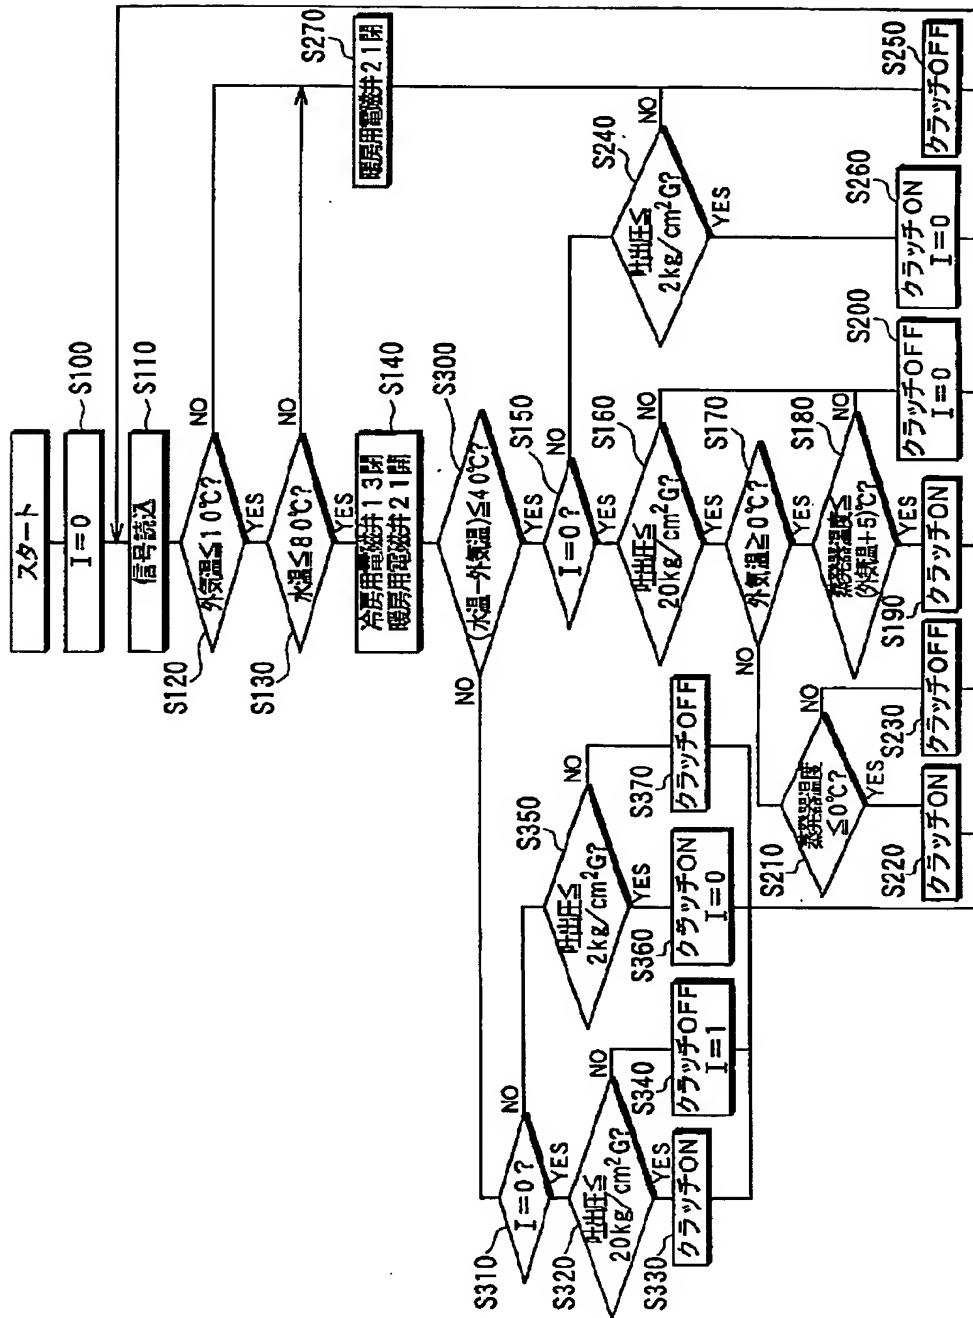 スタート
I=0
S100
信号読込
S110
外気温≦10℃?
S120
NO
YES
水温≦80℃?
S130
NO
YES
暖房用電磁弁21閉
S270
冷房用電磁弁13閉
暖房用電磁弁21開
S140
(水温ー外気温)≦40℃?
S300
NO
YES
I=0?
S150
NO
YES
吐出圧≦
2kg/cm²G?
S240
NO
YES
クラッチOFF
S250
クラッチON
I=0
S260
吐出圧≦
20kg/cm²G?
S160
NO
YES
クラッチOFF
I=0
S200
外気温≧0℃?
S170
NO
YES
蒸発器温度≦
(外気温+5)℃?
S180
NO
YES
クラッチON
S190
蒸発器温度
≦0℃?
S210
NO
YES
クラッチON
S220
クラッチOFF
S230
I=0?
S310
NO
YES
吐出圧≦
20kg/cm²G?
S320
NO
YES
クラッチON
S330
クラッチOFF
I=1
S340
吐出圧≦
2kg/cm²G?
S350
NO
YES
クラッチON
I=0
S360
クラッチOFF
S370